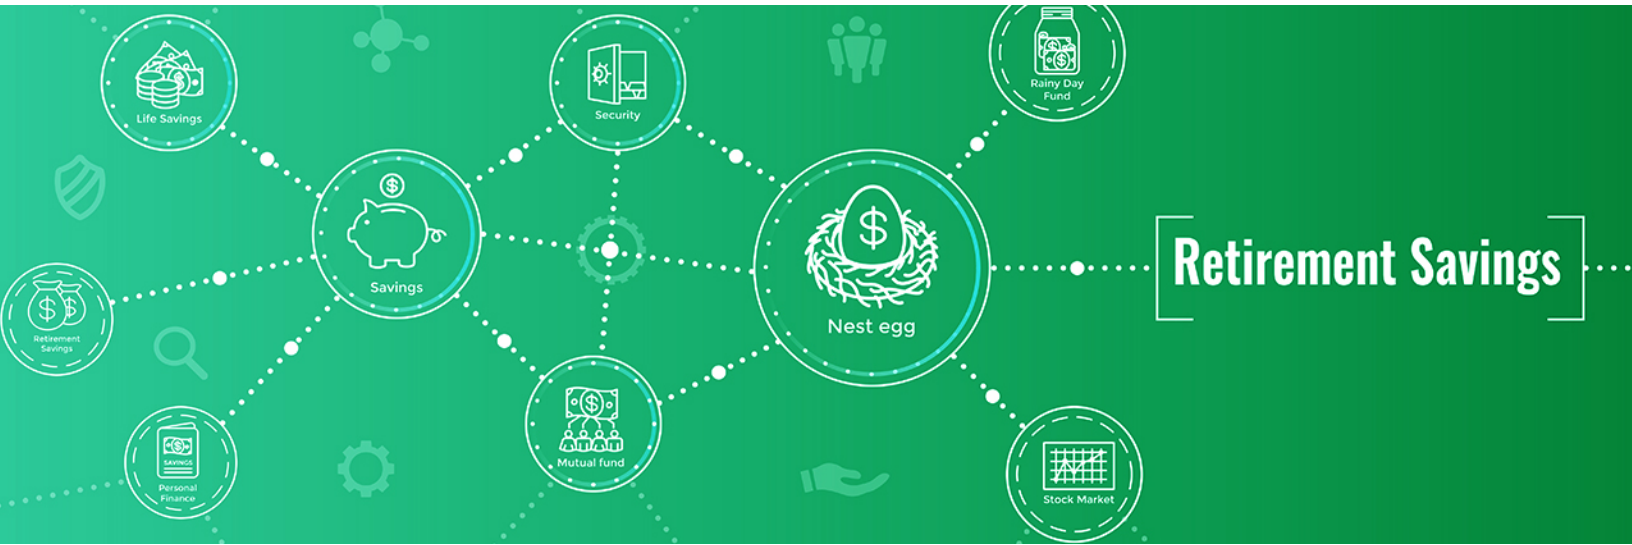 Life Savings
Security
Rainy Day
Fund
Savings
Nest egg
Retirement Savings
Retirement
Savings
SAVINGS
Personal
Finance
Mutual fund
Stock Market